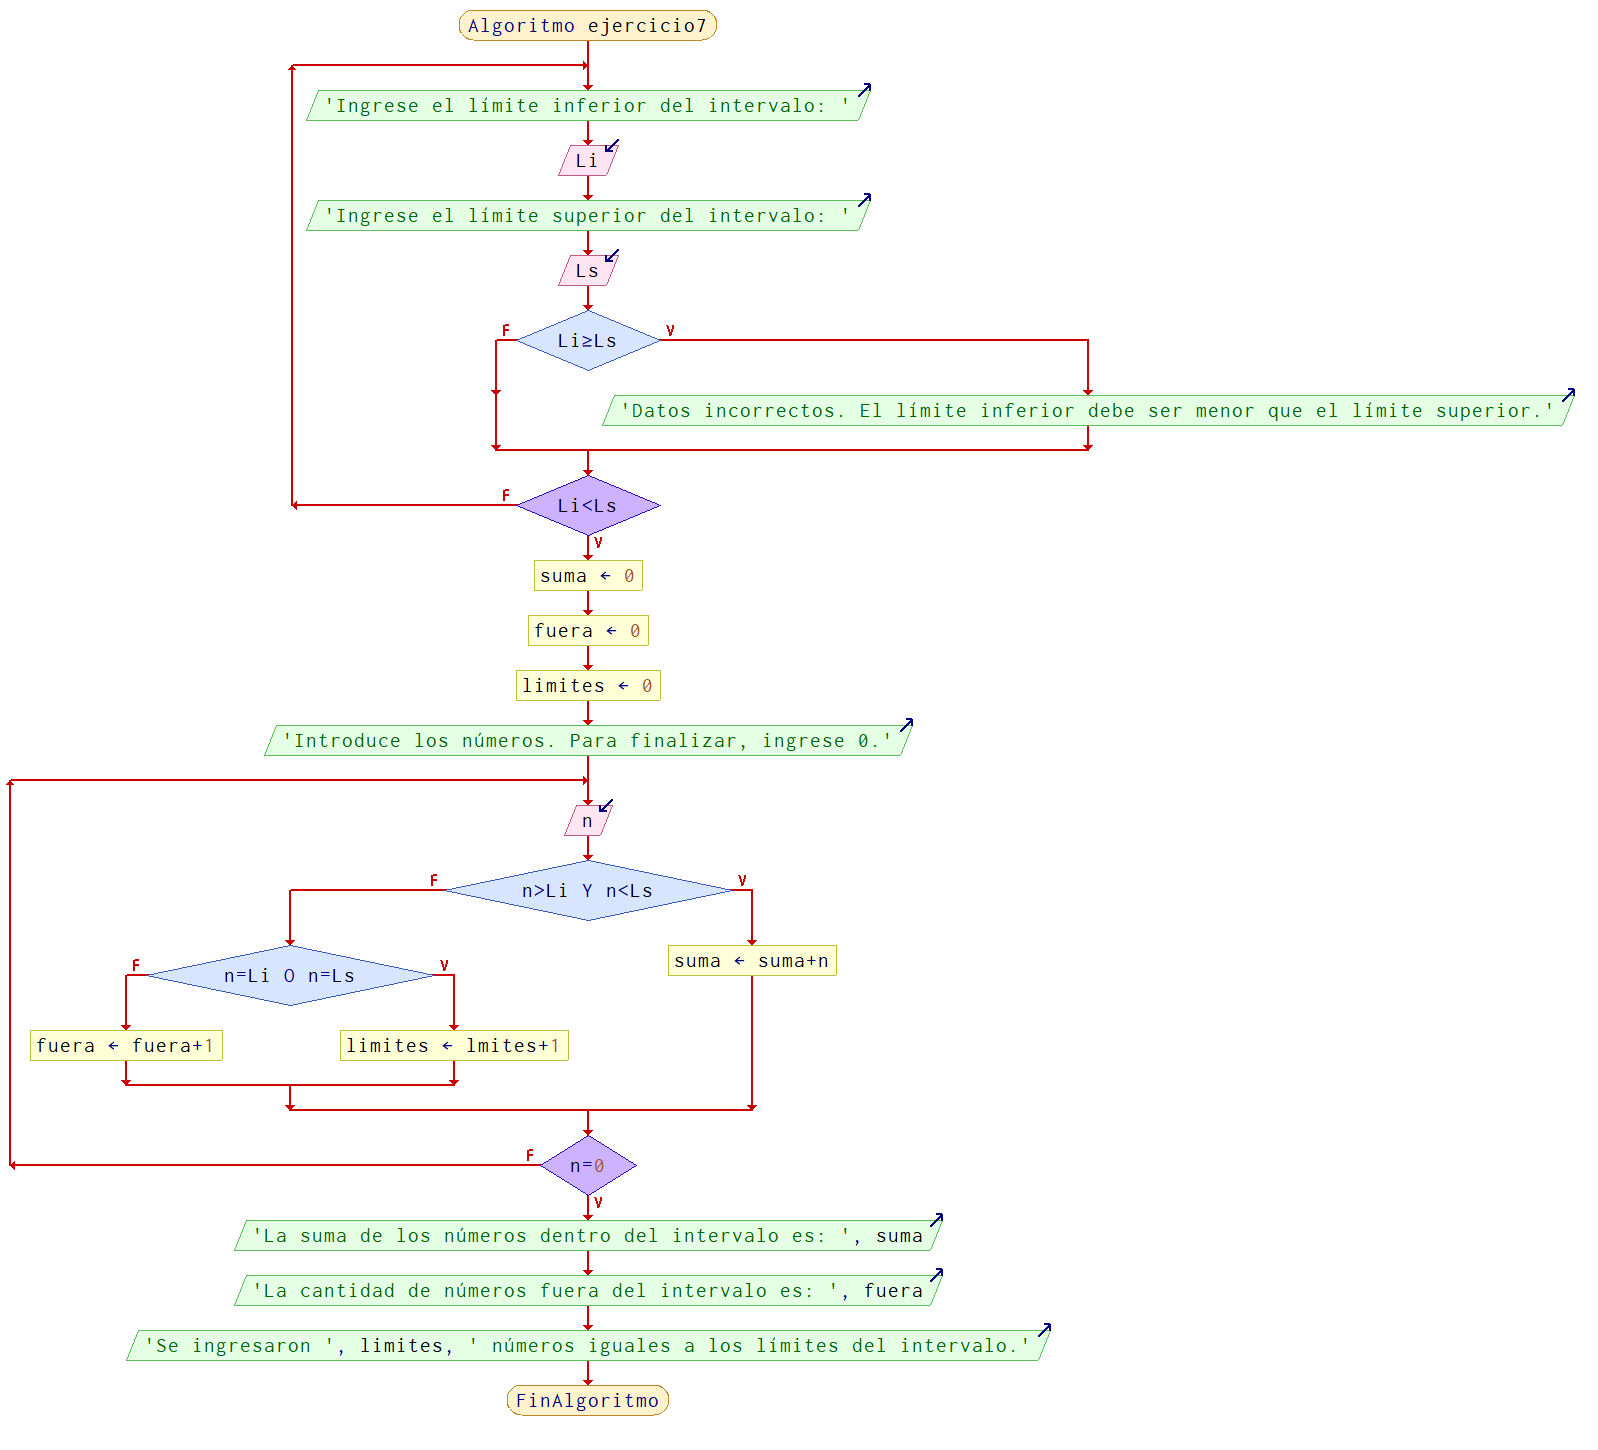 Algoritmo ejercicio7
'Ingrese el límite inferior del intervalo: '
Li
'Ingrese el límite superior del intervalo: '
Ls
F
Li≥Ls
V
'Datos incorrectos. El límite inferior debe ser menor que el límite superior.'
F
Li<Ls
V
suma ← 0
fuera ← 0
limites ← 0
'Introduce los números. Para finalizar, ingrese 0.'
n
F
n>Li Y n<Ls
V
F
n=Li O n=Ls
V
suma ← suma+n
fuera ← fuera+1
limites ← lmites+1
F
n=0
V
'La suma de los números dentro del intervalo es: ', suma
'La cantidad de números fuera del intervalo es: ', fuera
'Se ingresaron ', limites, ' números iguales a los límites del intervalo.'
FinAlgoritmo